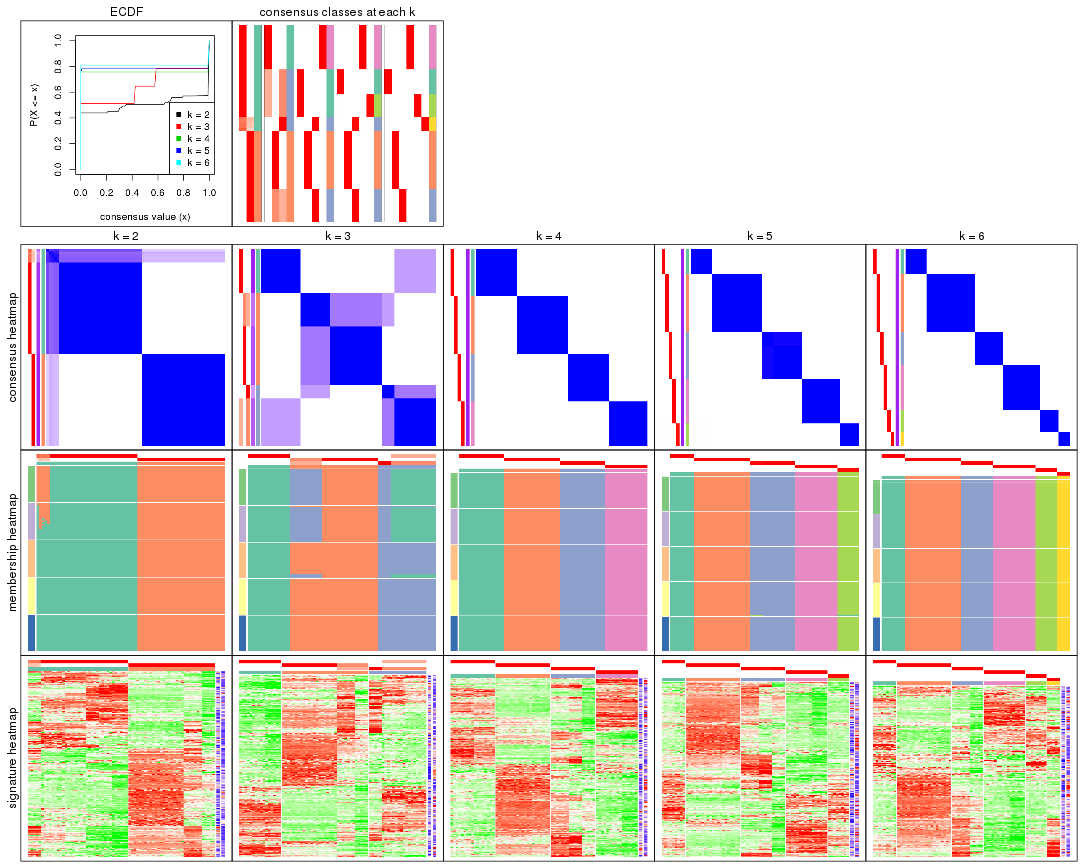 ECDF
consensus classes at each k
P(X <= x)
0.0 0.2 0.4 0.6 0.8 1.0
k = 2
k = 3
k = 4
k = 5
k = 6
0.0 0.2 0.4 0.6 0.8 1.0
consensus value (x)
k = 2
k = 3
k = 4
k = 5
k = 6
consensus heatmap
membership heatmap
signature heatmap